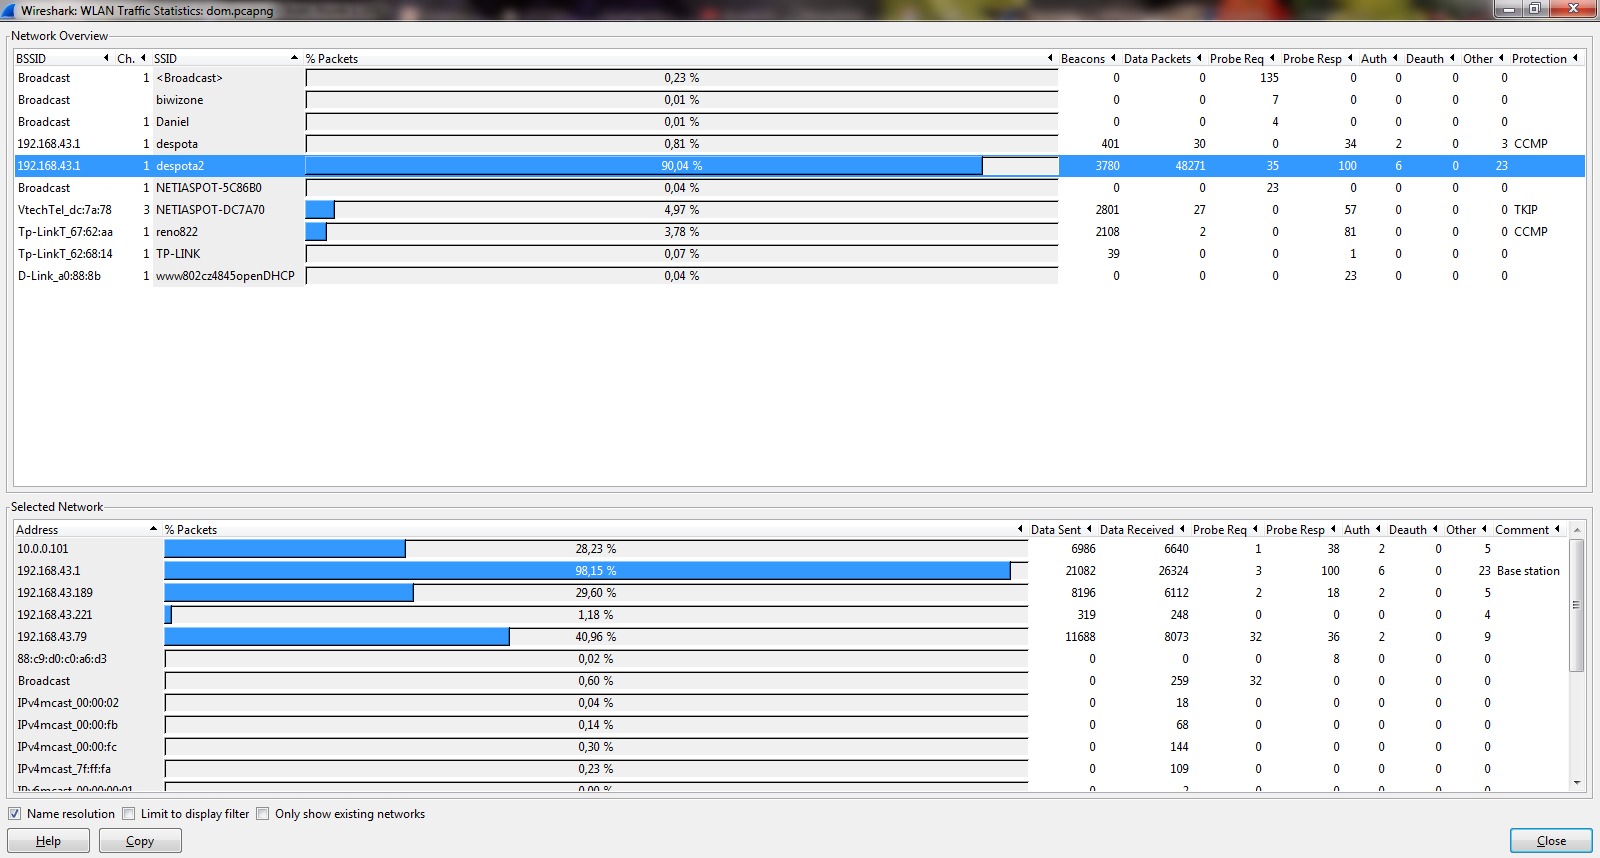 Wireshark: WLAN Traffic Statistics: dom.pcapng
Network Overview
BSSID Ch. SSID % Packets Beacons Data Packets Probe Req Probe Resp Auth Deauth Other Protection
Broadcast 1 <Broadcast> 0,23 % 0 0 135 0 0 0 0
Broadcast biwizone 0,01 % 0 0 7 0 0 0 0
Broadcast 1 Daniel 0,01 % 0 0 4 0 0 0 0
192.168.43.1 1 despota 0,81 % 401 30 0 34 2 0 3 CCMP
192.168.43.1 1 despota2 90,04 % 3780 48271 35 100 6 0 23
Broadcast 1 NETIASPOT-5C86B0 0,04 % 0 0 23 0 0 0 0
VtechTel_dc:7a:78 3 NETIASPOT-DC7A70 4,97 % 2801 27 0 57 0 0 0 TKIP
Tp-LinkT_67:62:aa 1 reno822 3,78 % 2108 2 0 81 0 0 0 CCMP
Tp-LinkT_62:68:14 1 TP-LINK 0,07 % 39 0 0 1 0 0 0
D-Link_a0:88:8b 1 www802cz4845openDHCP 0,04 % 0 0 0 23 0 0 0
Selected Network
Address % Packets Data Sent Data Received Probe Req Probe Resp Auth Deauth Other Comment
10.0.0.101 28,23 % 6986 6640 1 38 2 0 5
192.168.43.1 98,15 % 21082 26324 3 100 6 0 23 Base station
192.168.43.189 29,60 % 8196 6112 2 18 2 0 5
192.168.43.221 1,18 % 319 248 0 0 0 0 4
192.168.43.79 40,96 % 11688 8073 32 36 2 0 9
88:c9:d0:c0:a6:d3 0,02 % 0 0 0 8 0 0 0
Broadcast 0,60 % 0 259 32 0 0 0 0
IPv4mcast_00:00:02 0,04 % 0 18 0 0 0 0 0
IPv4mcast_00:00:fb 0,14 % 0 68 0 0 0 0 0
IPv4mcast_00:00:fc 0,30 % 0 144 0 0 0 0 0
IPv4mcast_7f:ff:fa 0,23 % 0 109 0 0 0 0 0
IPv6mcast_00:00:00:01 0,00 % 0 2 0 0 0 0 0
Name resolution Limit to display filter Only show existing networks
Help Copy Close